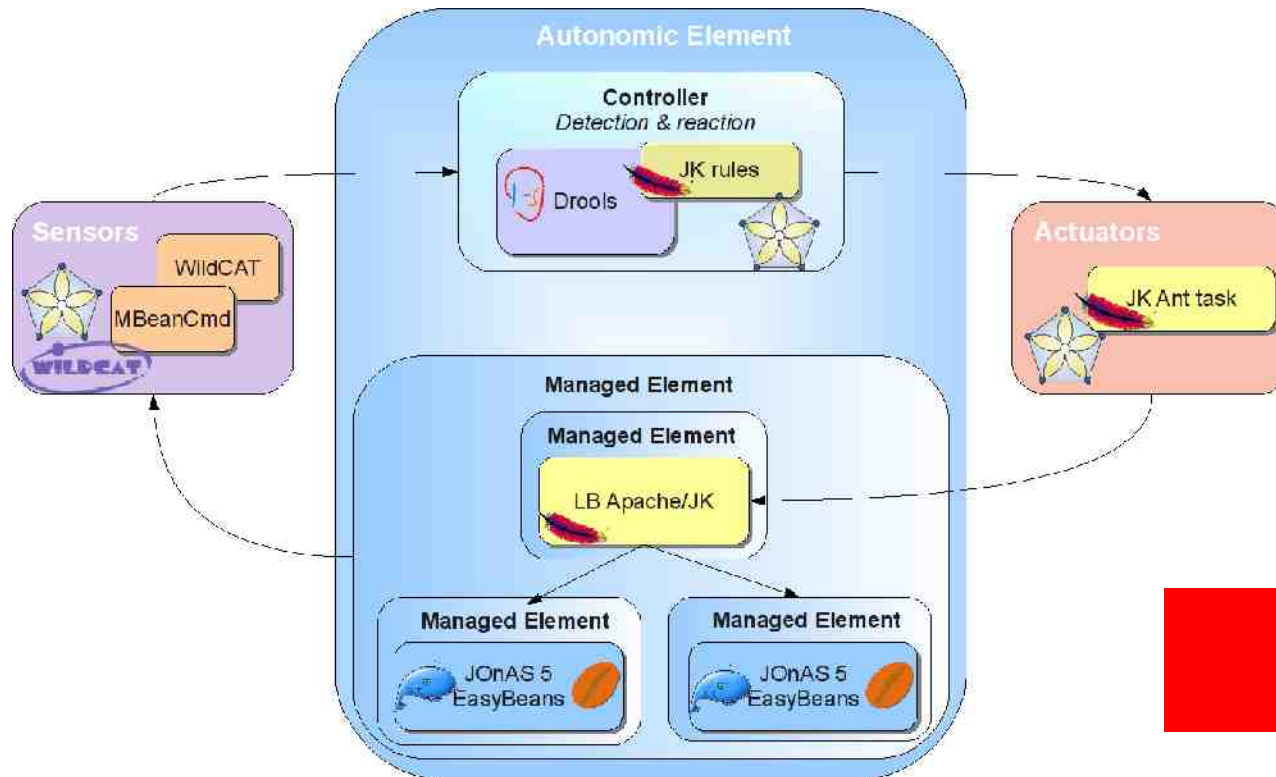 Autonomic Element
Controller
Detection & reaction
JK rules
Drools
Sensors
WildCAT
MBeanCmd
WILDCAT
Actuators
JK Ant task
Managed Element
Managed Element
LB Apache/JK
Managed Element
JOnAS 5
EasyBeans
Managed Element
JOnAS 5
EasyBeans